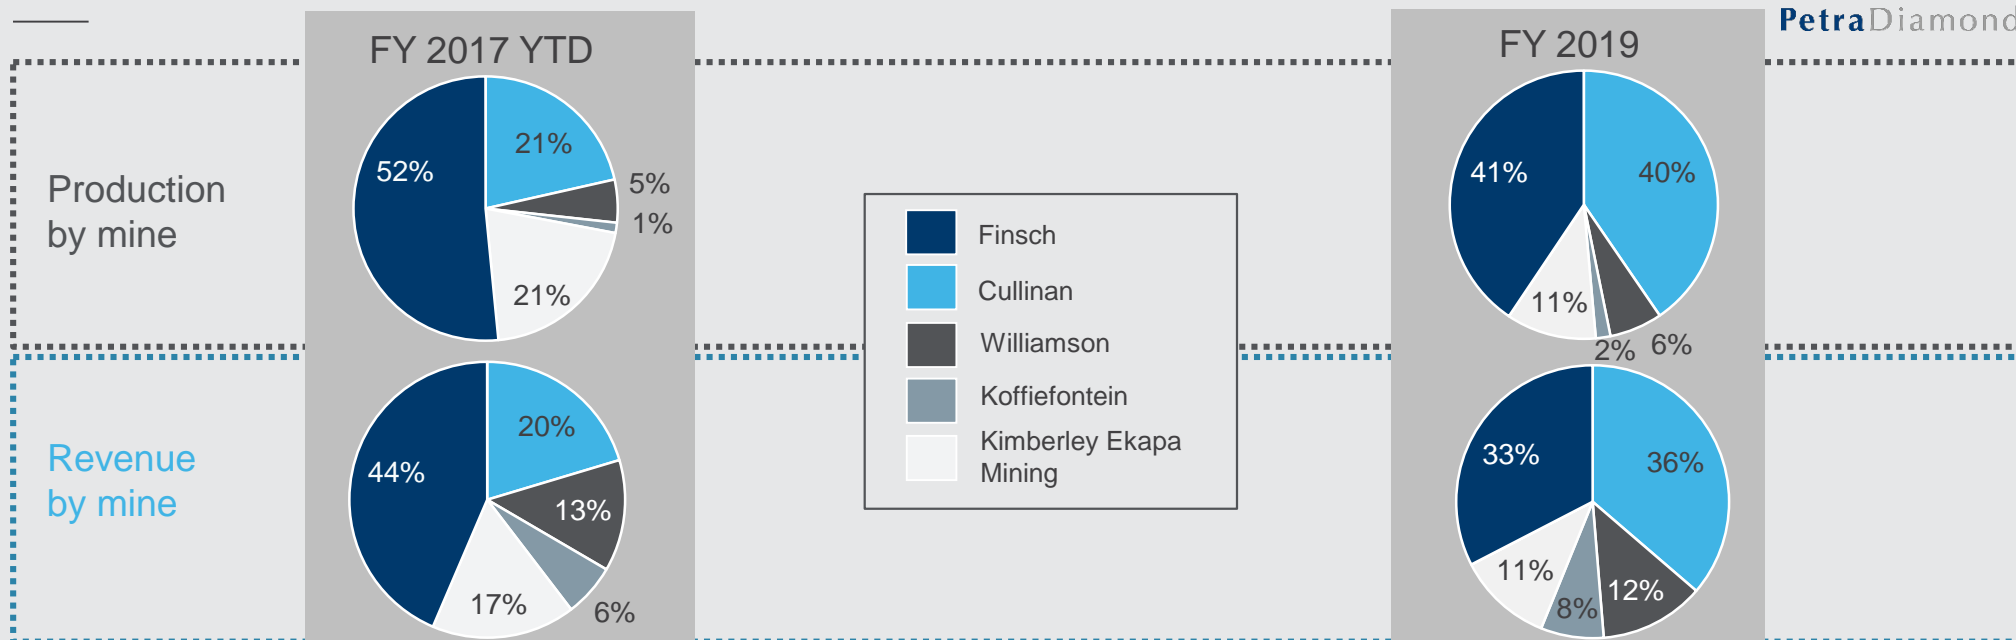 PetraDiamond
FY 2017 YTD
FY 2019
Production
by mine
52%
21%
5%
1%
21%
41%
40%
11%
2%
6%
Finsch
Cullinan
Williamson
Koffiefontein
Kimberley Ekapa
Mining
Revenue
by mine
44%
20%
13%
17%
6%
33%
36%
11%
8%
12%